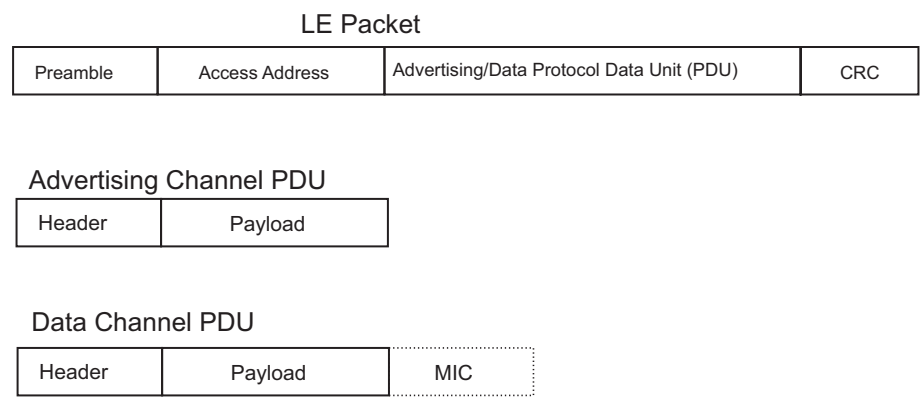 LE Packet
Preamble Access Address Advertising/Data Protocol Data Unit (PDU) CRC
Advertising Channel PDU
Header Payload
Data Channel PDU
Header Payload MIC